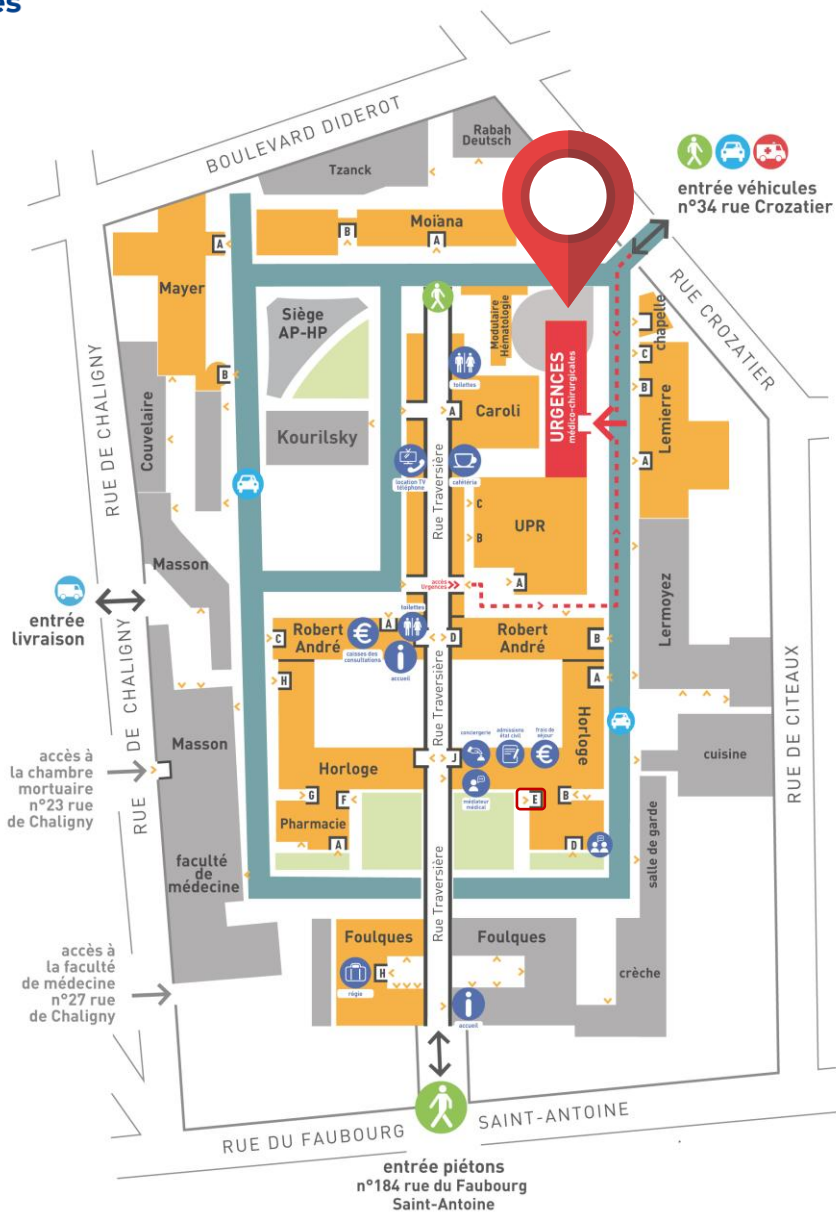 es
BOULEVARD DIDEROT
Rabah
Deutsch
Tzanck
entrée véhicules
n°34 rue Crozatier
Moïana
B
A
A
Mayer
RUE CROZATIER
Siège
AP-HP
Modulaire
Hématologie
chapelle
URGENCES
médico-chirurgicales
C
B
Lemierre
A
toilettes
A
Caroli
B
RUE DE CHALIGNY
Couvelaire
Kourilsky
location TV
téléphone
cafétéria
Rue Traversière
C
B
UPR
A
Masson
accès
Urgences
Lermoyez
entrée
livraison
toilettes
C
Robert
André
A
D
Robert
André
B
caisses des
consultations
accueil
H
Rue Traversière
A
Horloge
RUE DE CITEAUX
RUE DE CHALIGNY
Masson
conciergerie
admissions
état civil
frais de
séjour
J
cuisine
accès à
la chambre
mortuaire
n°23 rue
de Chaligny
Horloge
médiateur
médical
G
F
E
B
Pharmacie
A
D
Rue Traversière
salle de garde
faculté
de
médecine
Foulques
Foulques
accès à
la faculté
de médecine
n°27 rue
de Chaligny
H
régie
crèche
accueil
RUE DU FAUBOURG SAINT-ANTOINE
entrée piétons
n°184 rue du Faubourg
Saint-Antoine